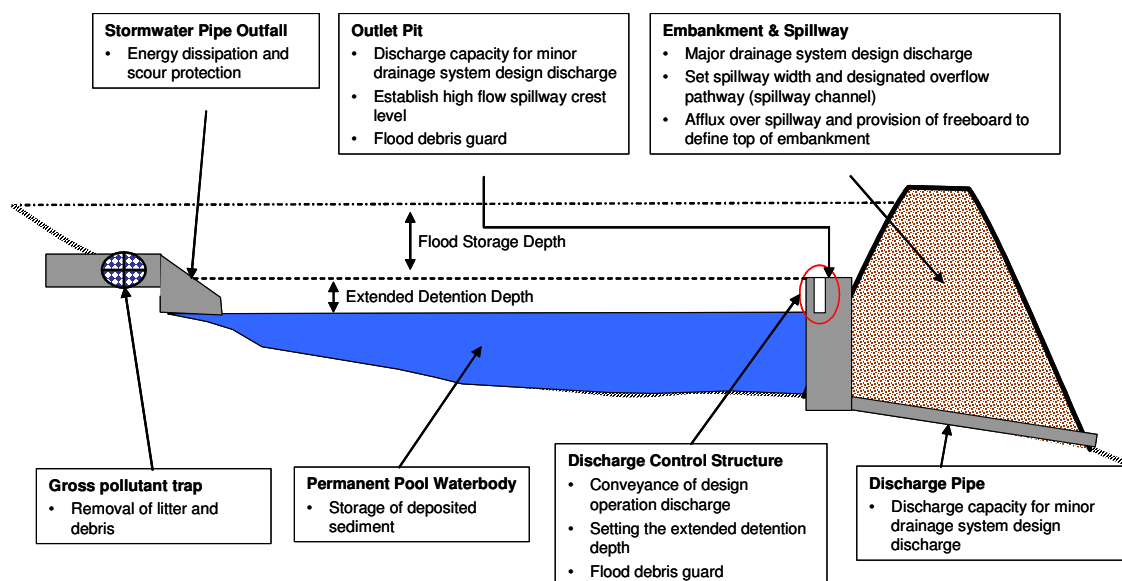 Stormwater Pipe Outfall
• Energy dissipation and
scour protection
Outlet Pit
• Discharge capacity for minor
drainage system design discharge
• Establish high flow spillway crest
level
• Flood debris guard
Embankment & Spillway
• Major drainage system design discharge
• Set spillway width and designated overflow
pathway (spillway channel)
• Afflux over spillway and provision of freeboard to
define top of embankment
Flood Storage Depth
Extended Detention Depth
Gross pollutant trap
• Removal of litter and
debris
Permanent Pool Waterbody
• Storage of deposited
sediment
Discharge Control Structure
• Conveyance of design
operation discharge
• Setting the extended detention
depth
• Flood debris guard
Discharge Pipe
• Discharge capacity for minor
drainage system design
discharge